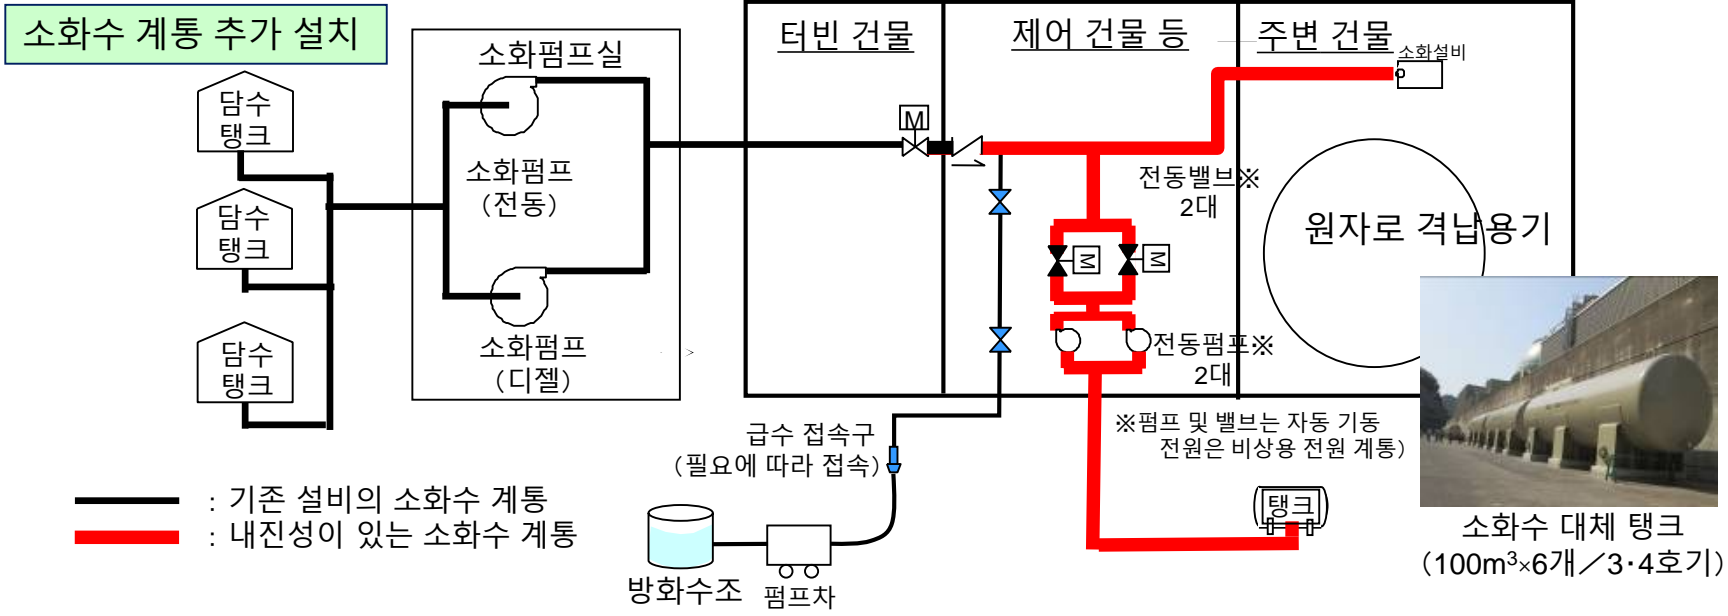 소화수 계통 추가 설치
터빈 건물
제어 건물 등
주변 건물
소화설비
소화펌프실
담수
탱크
담수
탱크
담수
탱크
소화펌프
(전동)
소화펌프
(디젤)
M
전동밸브※
2대
M
M
원자로 격납용기
전동펌프※
2대
※펌프 및 밸브는 자동 기동
전원은 비상용 전원 계통)
급수 접속구
(필요에 따라 접속)
: 기존 설비의 소화수 계통
: 내진성이 있는 소화수 계통
방화수조
펌프차
탱크
소화수 대체 탱크
(100m³×6개／3･4호기)